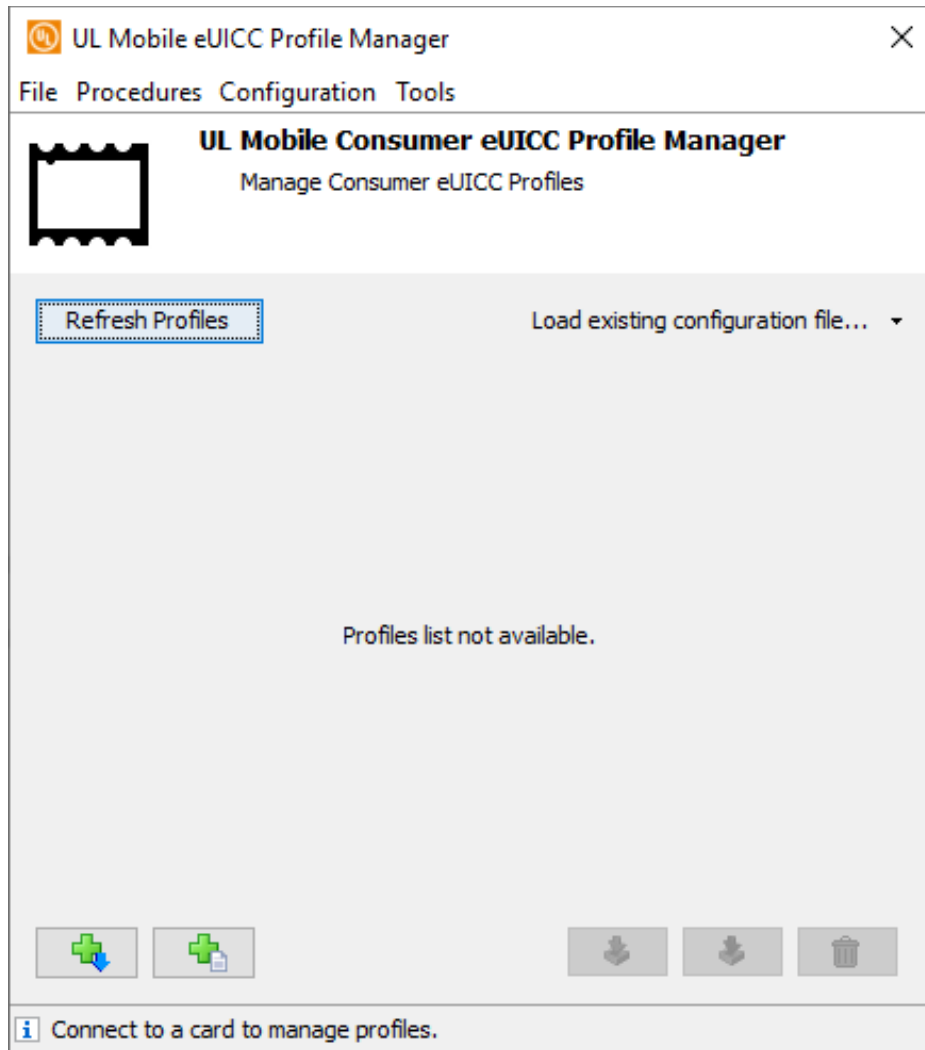 UL UL Mobile eUICC Profile Manager
File Procedures Configuration Tools
UL Mobile Consumer eUICC Profile Manager
Manage Consumer eUICC Profiles
Refresh Profiles Load existing configuration file...
Profiles list not available.
i Connect to a card to manage profiles.